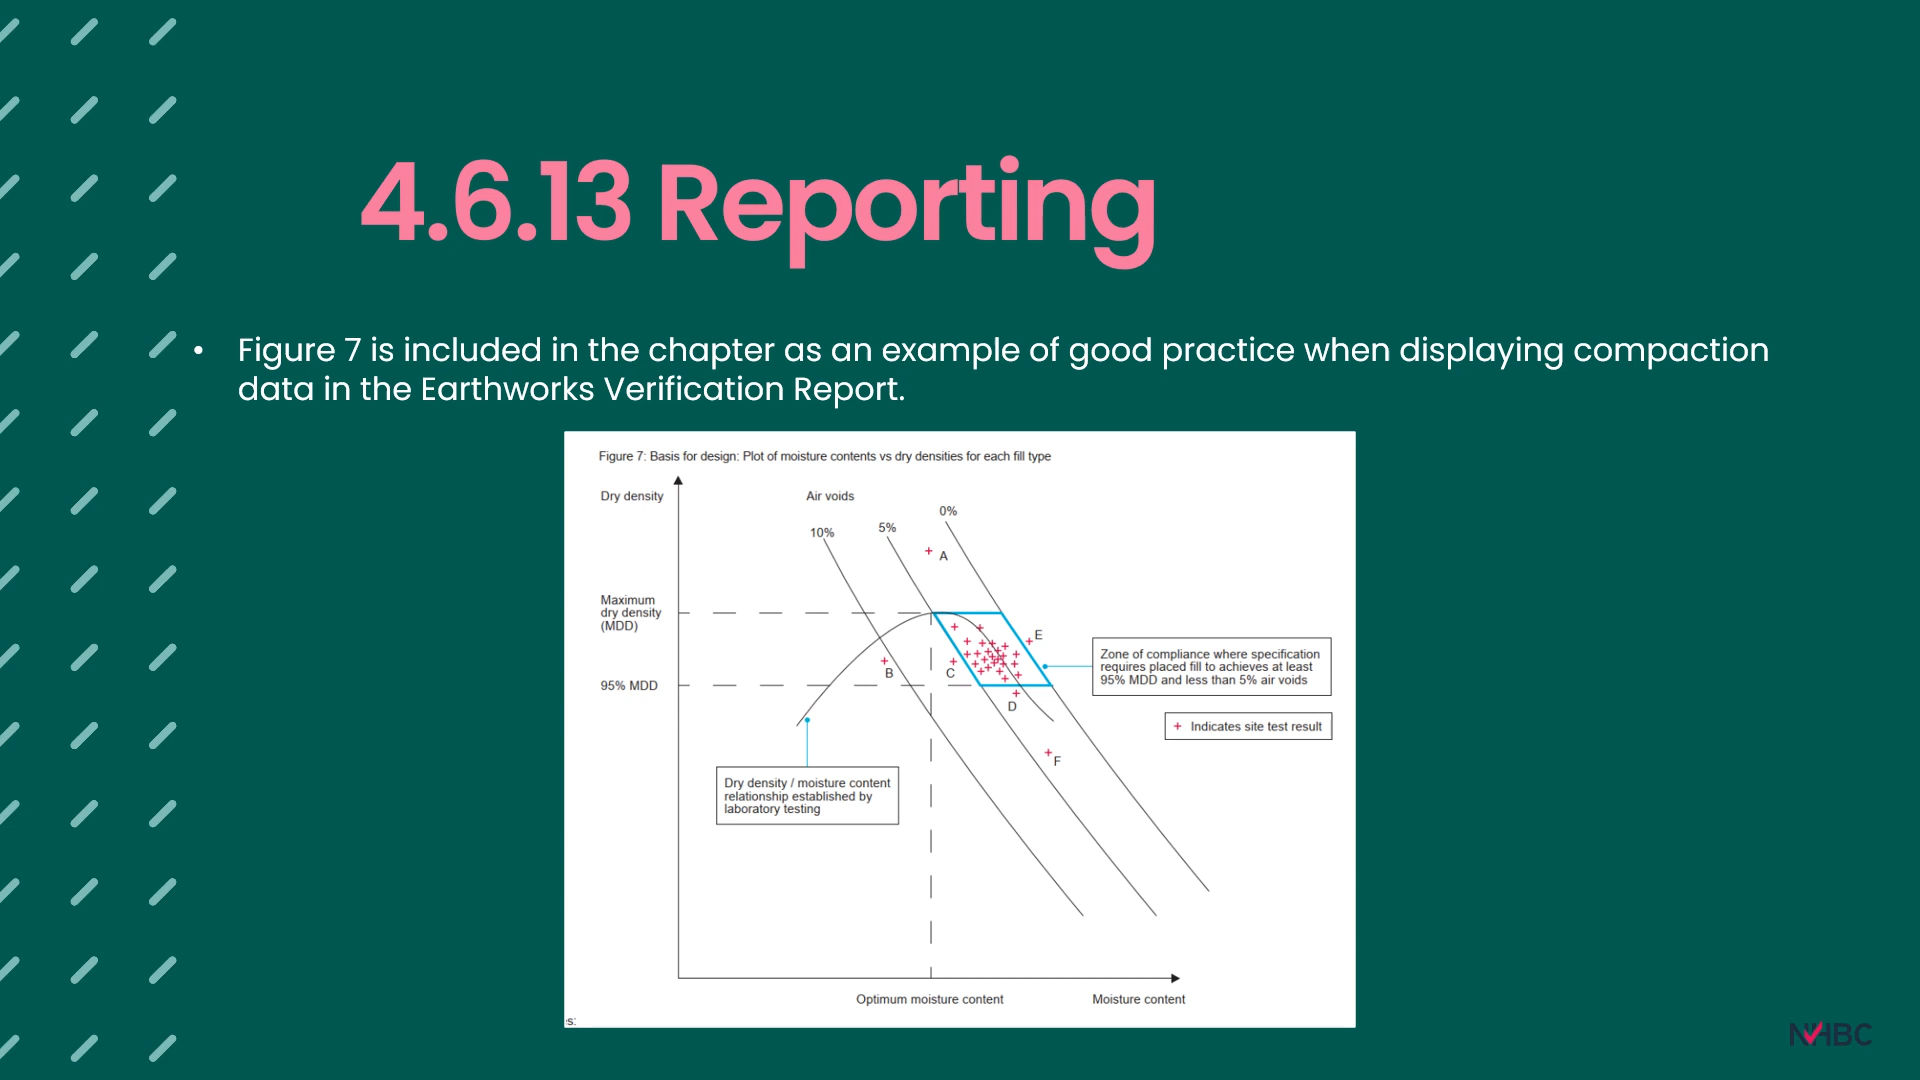 4.6.13 Reporting
• Figure 7 is included in the chapter as an example of good practice when displaying compaction
data in the Earthworks Verification Report.
Figure 7: Basis for design: Plot of moisture contents vs dry densities for each fill type
Dry density
Air voids
10%
5%
0%
A
Maximum
dry density
(MDD)
E
Zone of compliance where specification
requires placed fill to achieves at least
95% MDD and less than 5% air voids
B
C
95% MDD
D
+ Indicates site test result
F
Dry density / moisture content
relationship established by
laboratory testing
Optimum moisture content
Moisture content
s:
NHBC